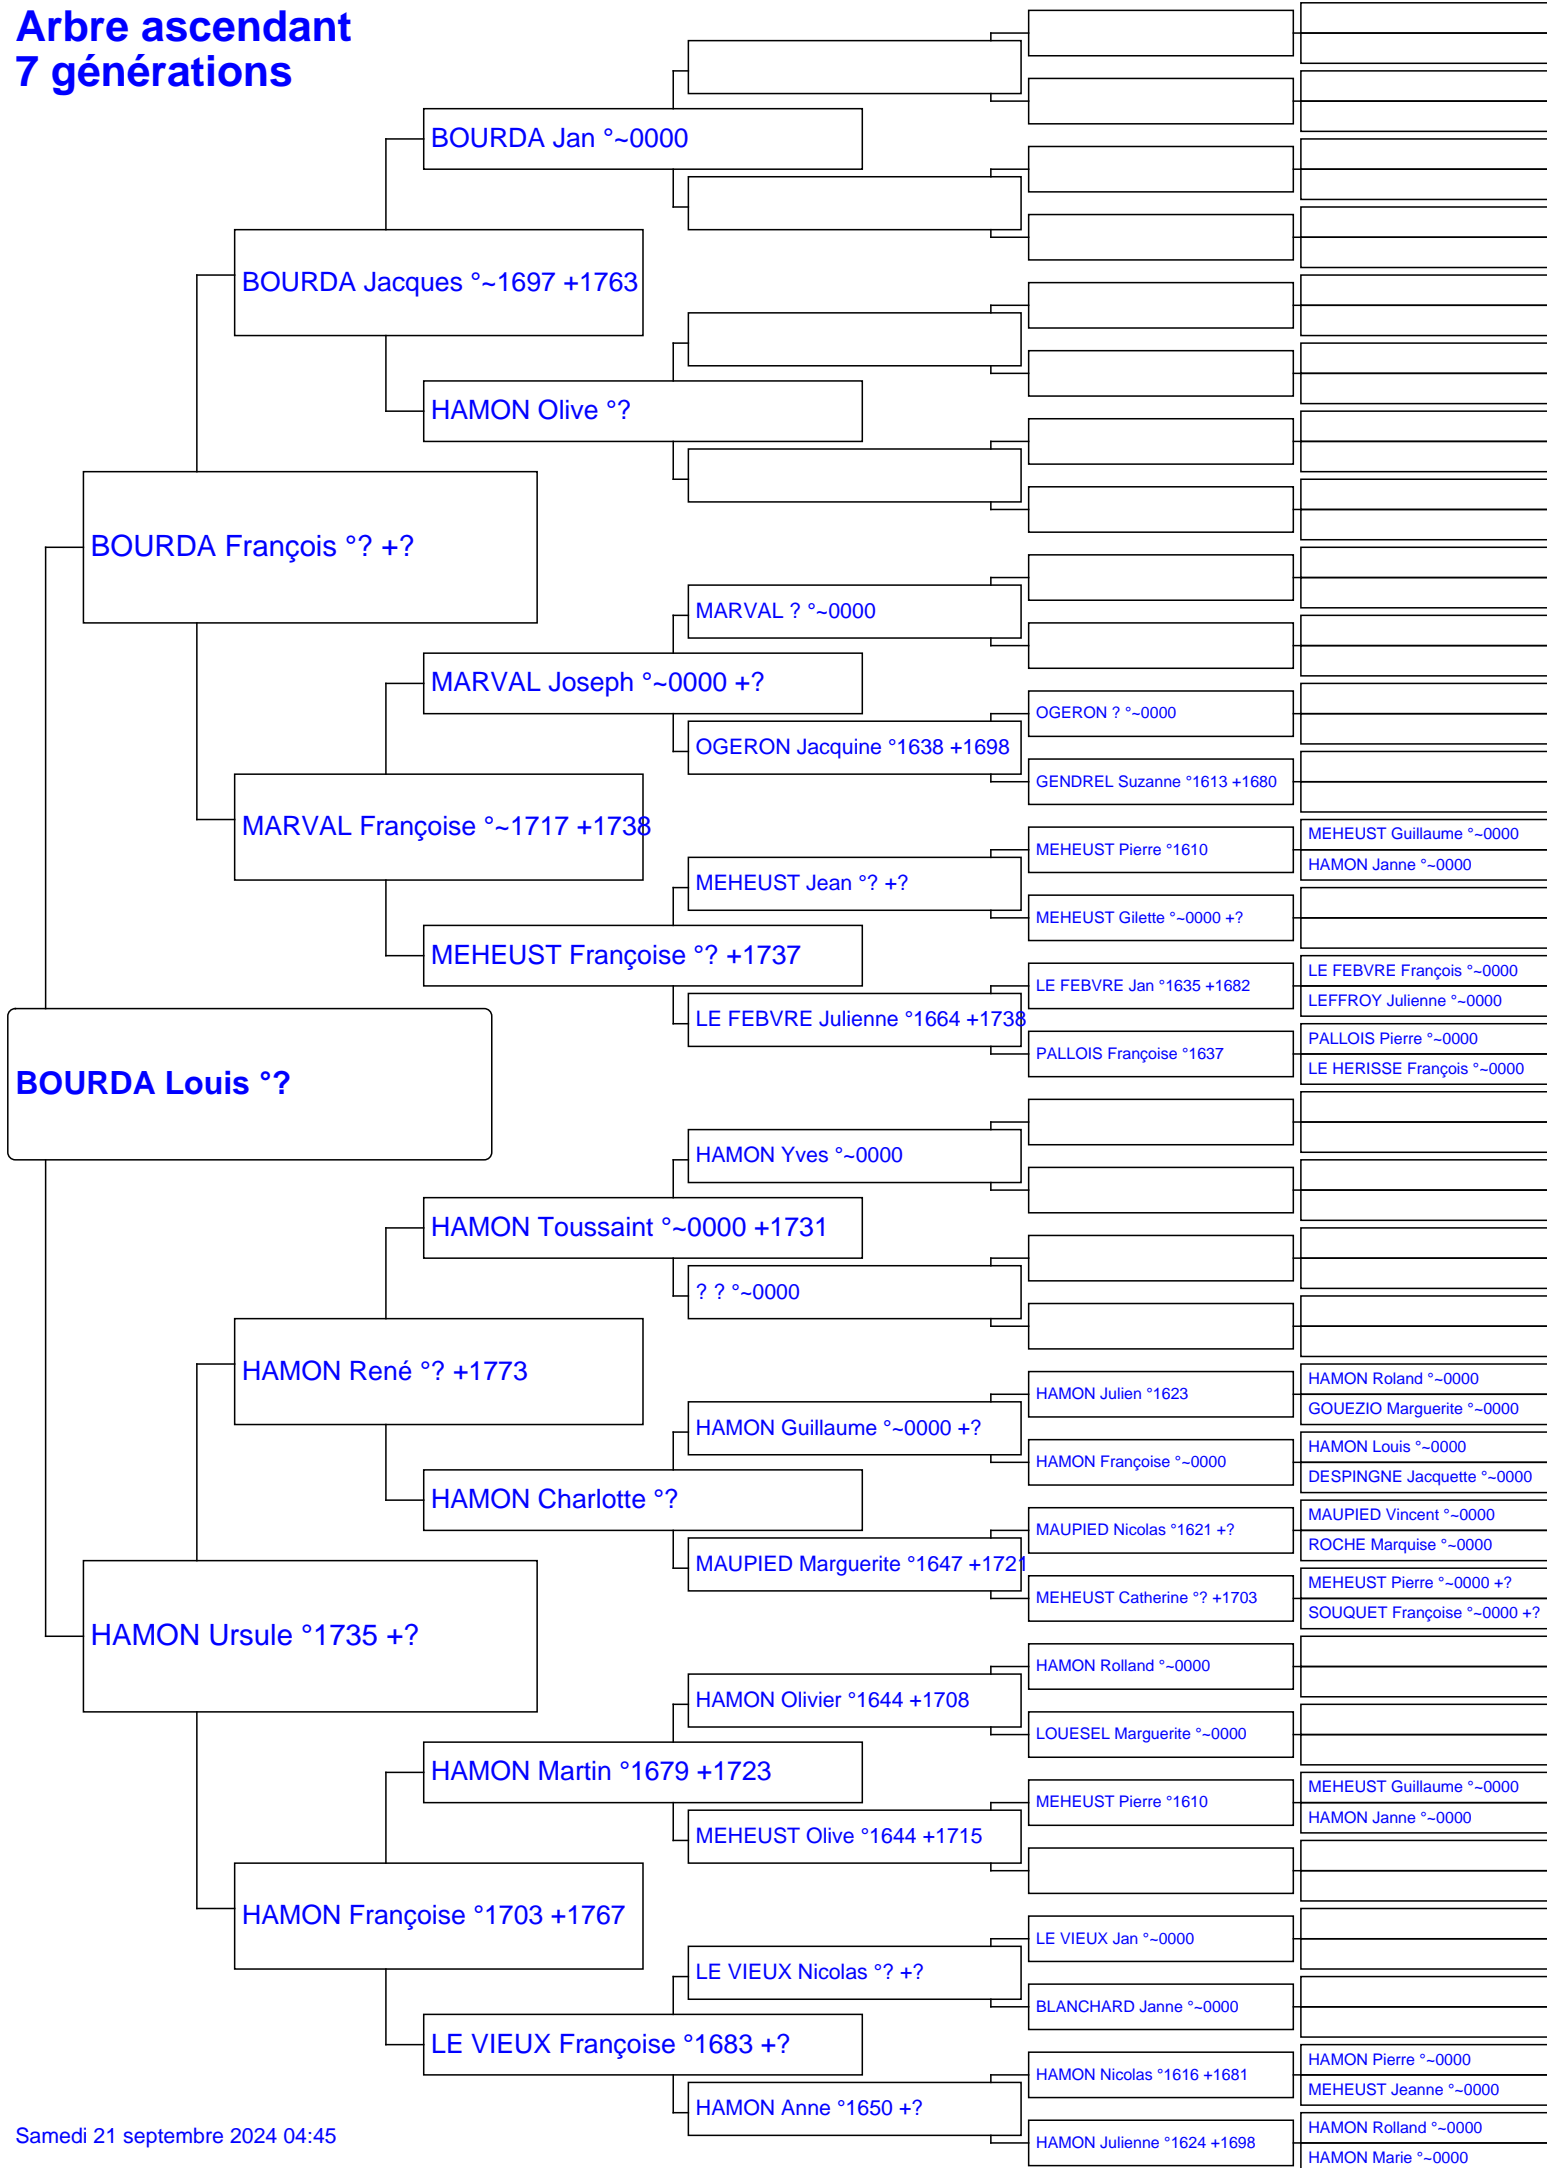 Arbre ascendant
7 générations
BOURDA Jan °~0000
BOURDA Jacques °~1697 +1763
HAMON Olive °?
BOURDA François °? +?
MARVAL ? °~0000
MARVAL Joseph °~0000 +?
OGERON ? °~0000
OGERON Jacquine °1638 +1698
GENDREL Suzanne °1613 +1680
MARVAL Françoise °~1717 +1738
MEHEUST Guillaume °~0000
MEHEUST Pierre °1610
HAMON Janne °~0000
MEHEUST Jean °? +?
MEHEUST Gilette °~0000 +?
MEHEUST Françoise °? +1737
LE FEBVRE François °~0000
LE FEBVRE Jan °1635 +1682
LEFFROY Julienne °~0000
LE FEBVRE Julienne °1664 +1738
PALLOIS Pierre °~0000
PALLOIS Françoise °1637
LE HERISSE François °~0000
BOURDA Louis °?
HAMON Yves °~0000
HAMON Toussaint °~0000 +1731
? ? °~0000
HAMON René °? +1773
HAMON Roland °~0000
HAMON Julien °1623
GOUEZIO Marguerite °~0000
HAMON Guillaume °~0000 +?
HAMON Louis °~0000
HAMON Françoise °~0000
DESPINGNE Jacquette °~0000
HAMON Charlotte °?
MAUPIED Vincent °~0000
MAUPIED Nicolas °1621 +?
ROCHE Marquise °~0000
MAUPIED Marguerite °1647 +1721
MEHEUST Pierre °~0000 +?
MEHEUST Catherine °? +1703
SOUQUET Françoise °~0000 +?
HAMON Ursule °1735 +?
HAMON Rolland °~0000
HAMON Olivier °1644 +1708
LOUESEL Marguerite °~0000
HAMON Martin °1679 +1723
MEHEUST Guillaume °~0000
MEHEUST Pierre °1610
HAMON Janne °~0000
MEHEUST Olive °1644 +1715
HAMON Françoise °1703 +1767
LE VIEUX Jan °~0000
LE VIEUX Nicolas °? +?
BLANCHARD Janne °~0000
LE VIEUX Françoise °1683 +?
HAMON Pierre °~0000
HAMON Nicolas °1616 +1681
MEHEUST Jeanne °~0000
HAMON Anne °1650 +?
HAMON Rolland °~0000
HAMON Julienne °1624 +1698
HAMON Marie °~0000
Samedi 21 septembre 2024 04:45